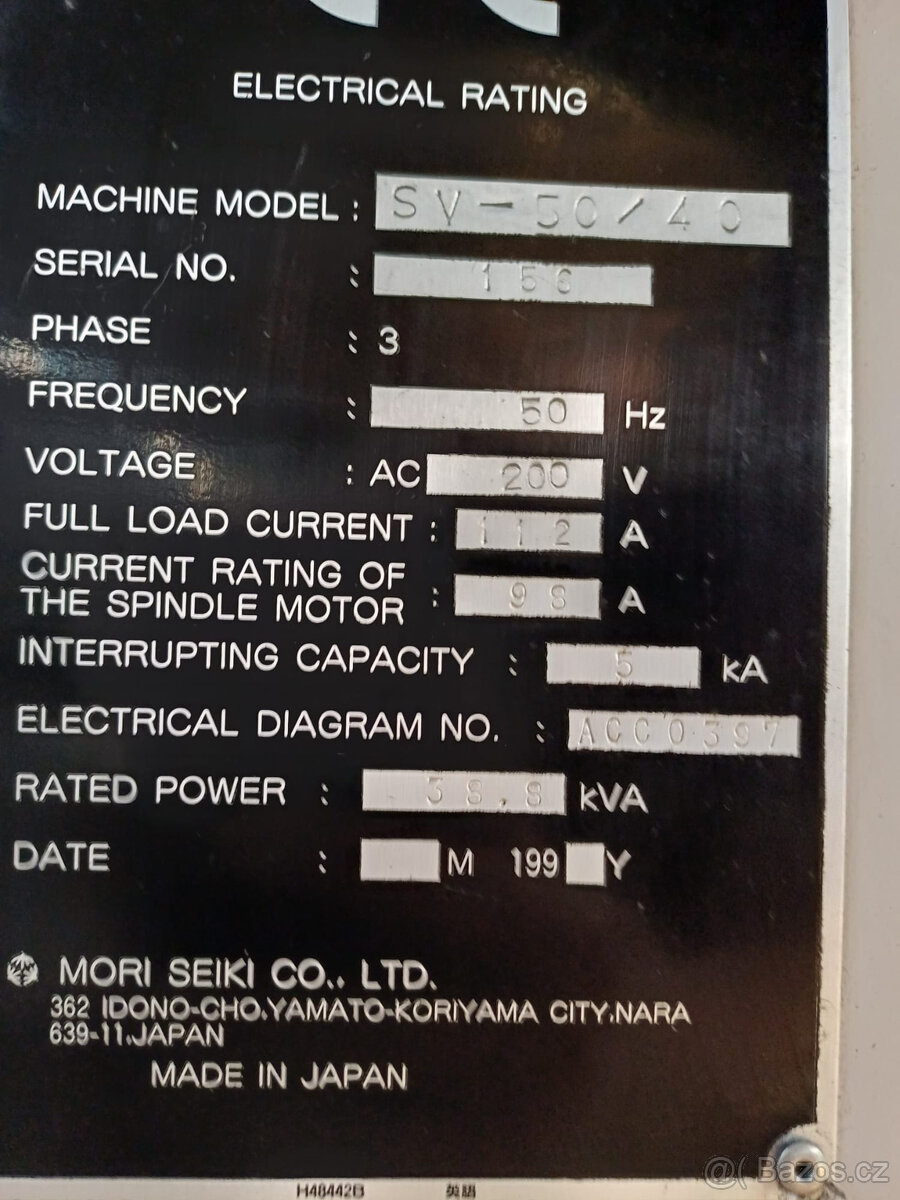 ELECTRICAL RATING
MACHINE MODEL : SV-50/40
SERIAL NO. : 156
PHASE : 3
FREQUENCY : 50 Hz
VOLTAGE : AC 200 V
FULL LOAD CURRENT : 112 A
CURRENT RATING OF
THE SPINDLE MOTOR : 98 A
INTERRUPTING CAPACITY : 5 kA
ELECTRICAL DIAGRAM NO. : ACC0397
RATED POWER : 38.8 kVA
DATE : M 199 Y
MORI SEIKI CO., LTD.
362 IDONO-CHO,YAMATO-KORIYAMA CITY,NARA
639-11,JAPAN
MADE IN JAPAN
H48442B 英語
@( Bazos.cz